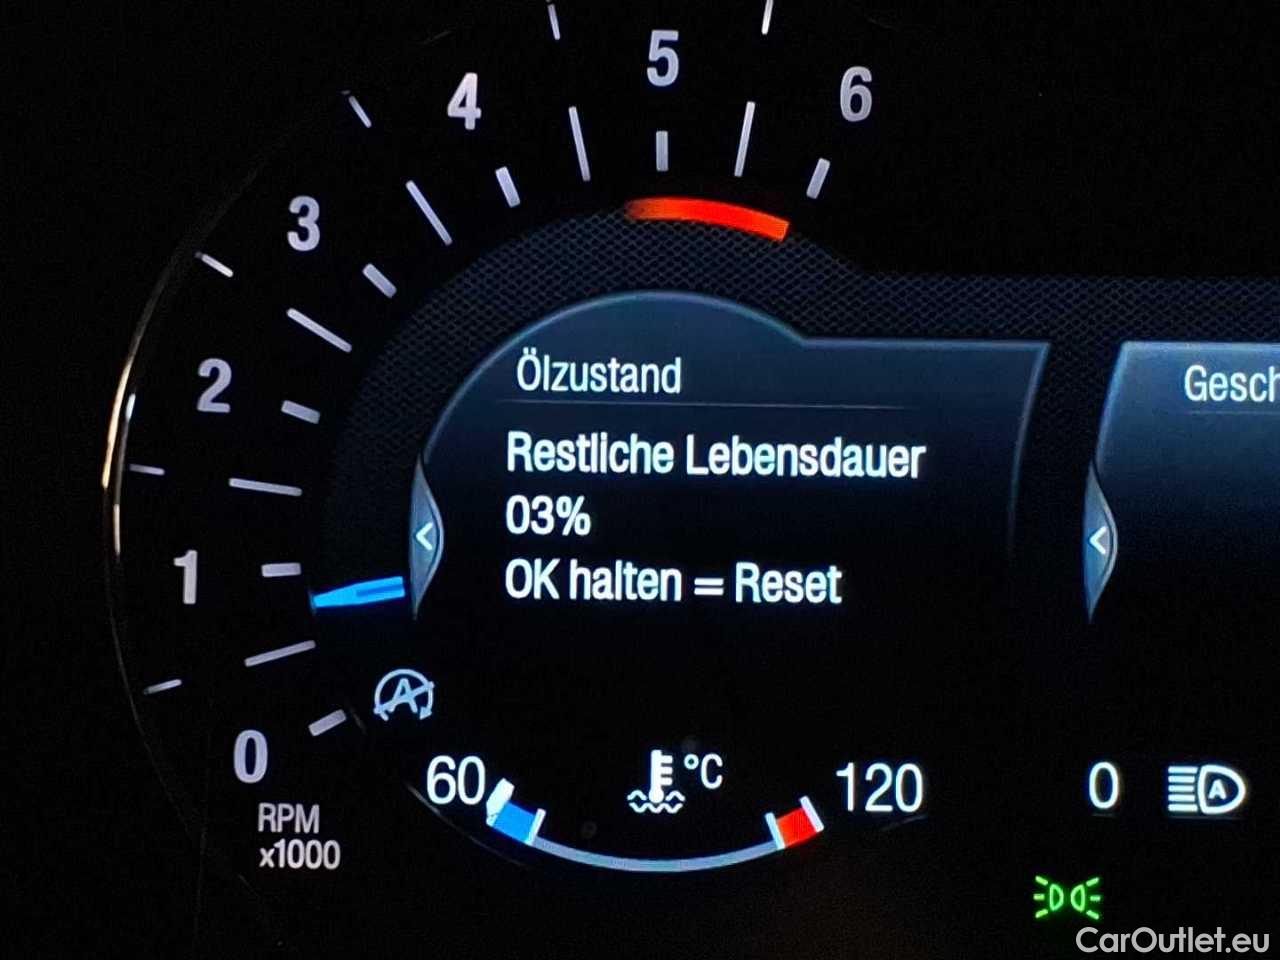 5
4
6
3
Ölzustand
Gesch
2
Restliche Lebensdauer
03%
1
OK halten = Reset
A
0
60
°C
120
0
A
RPM
x1000
CarOutlet.eu